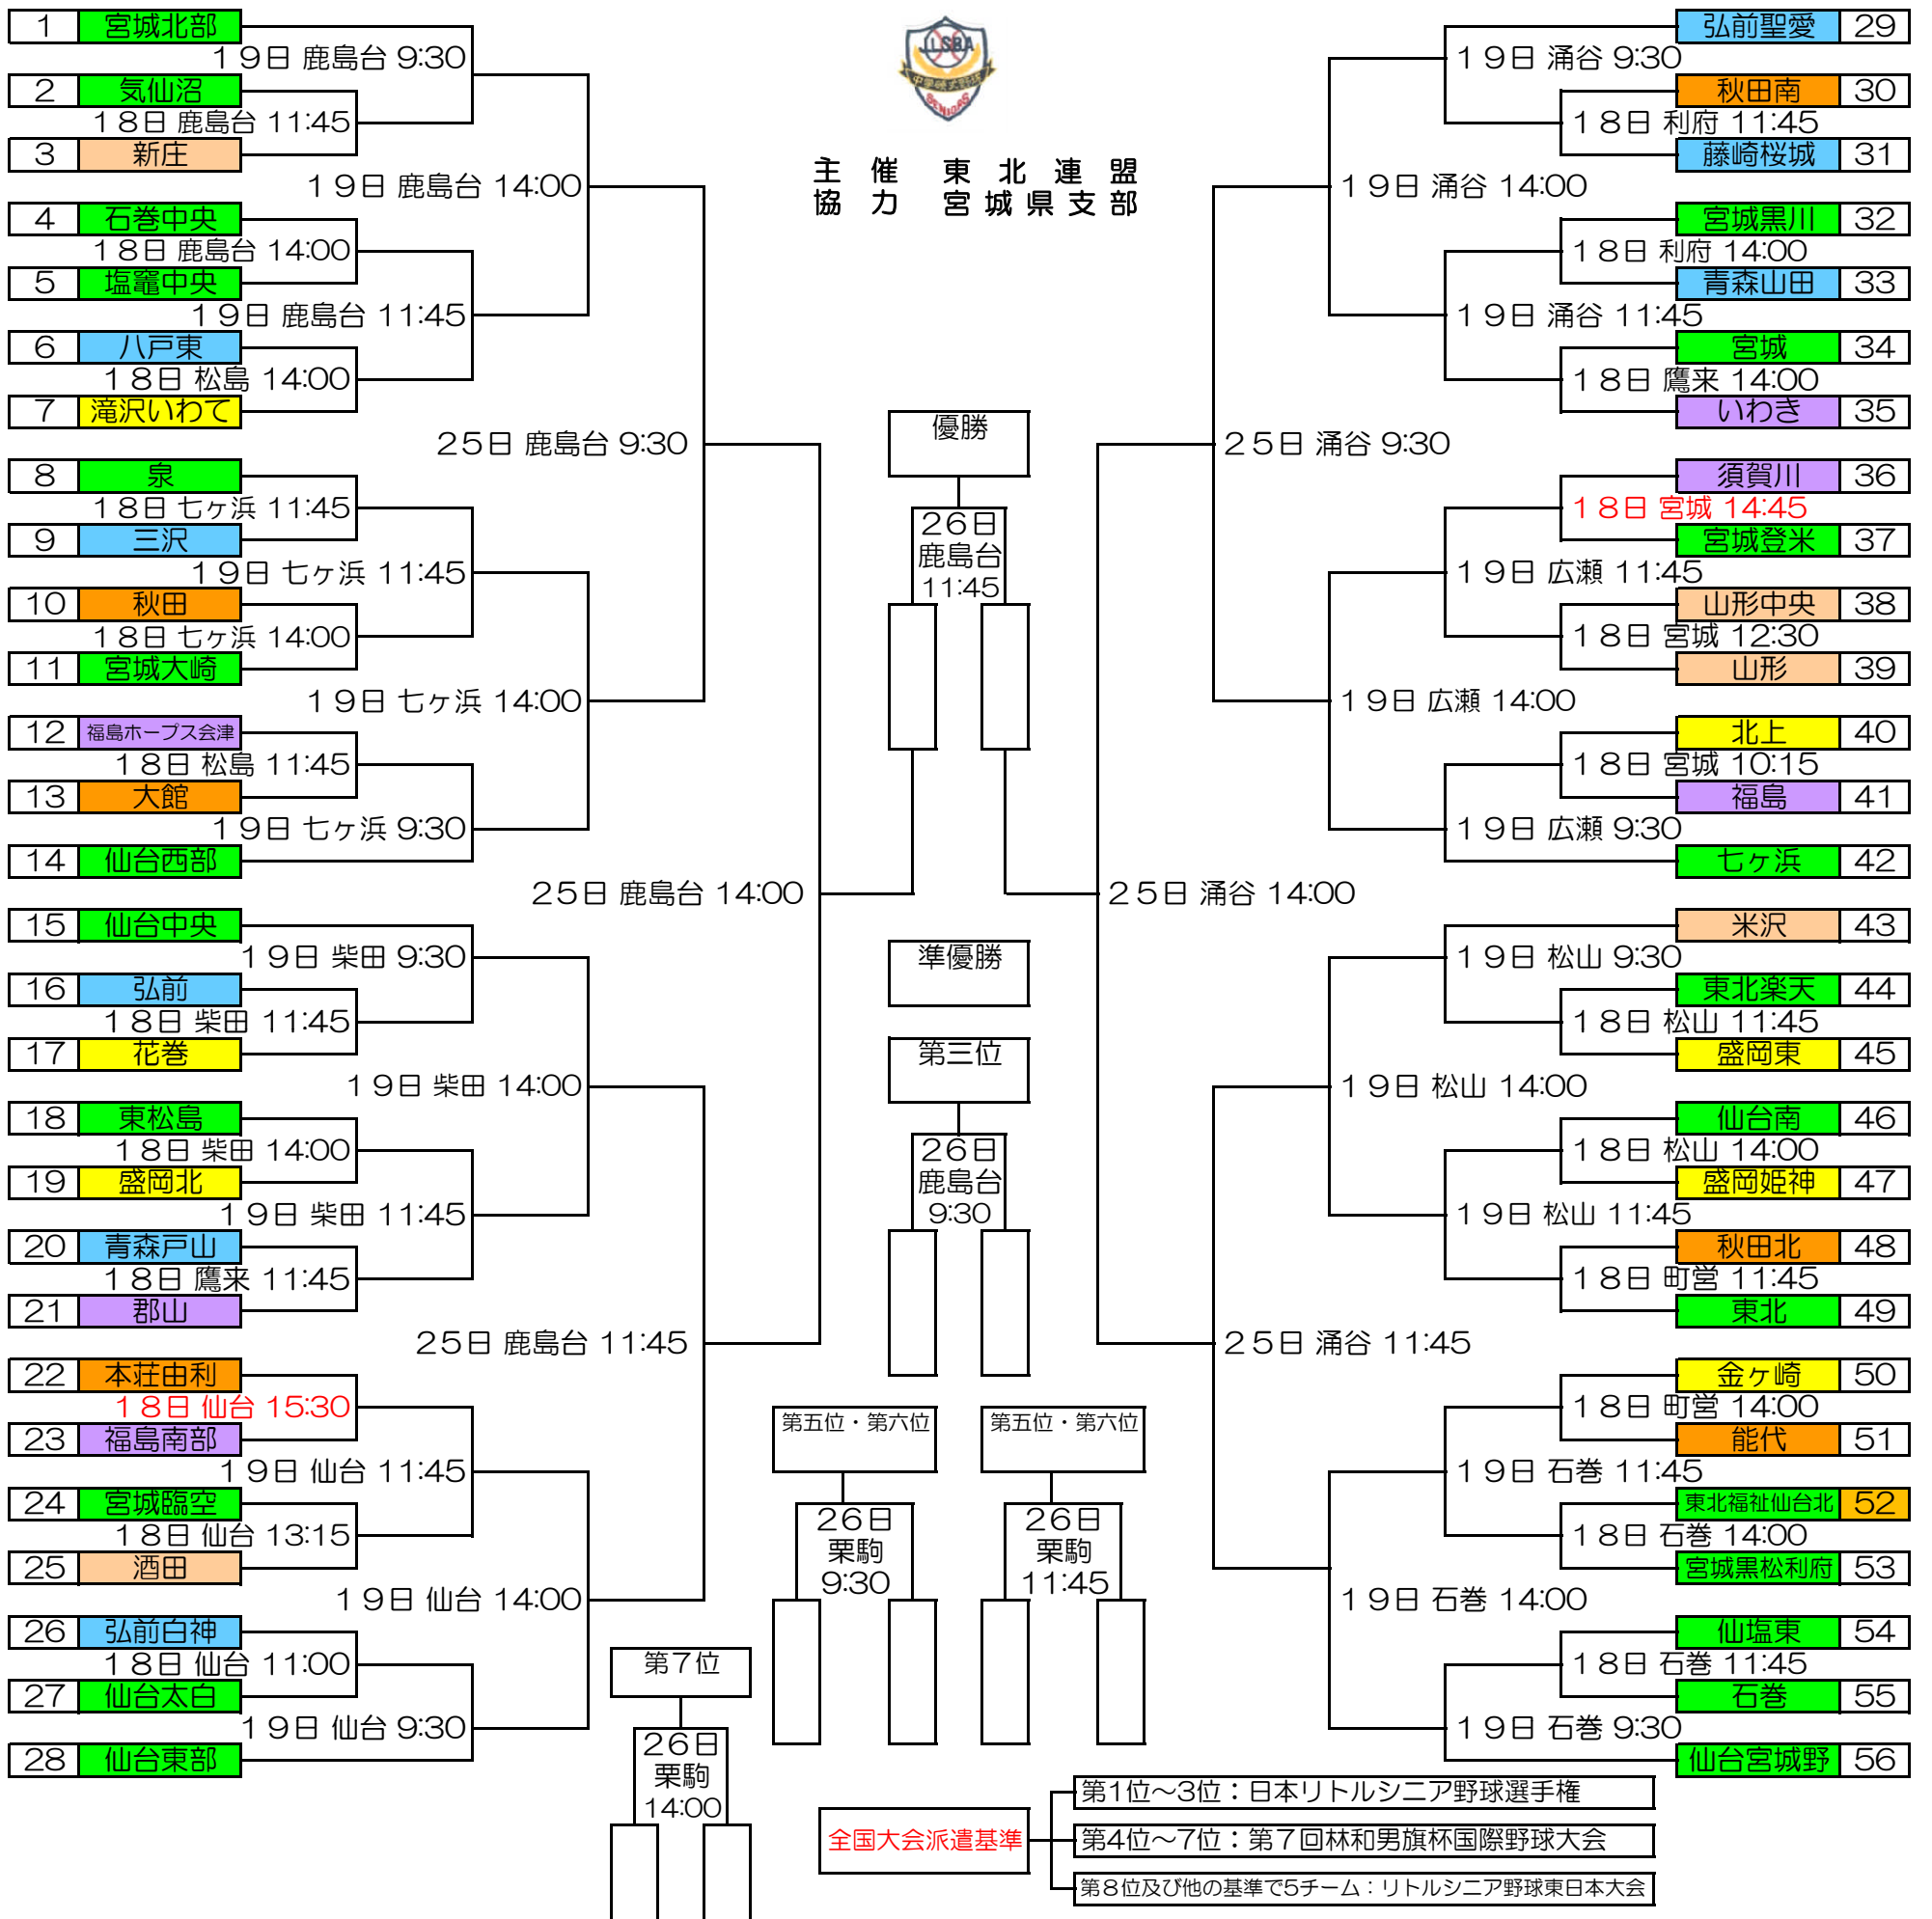 1 宮城北部
１９日 鹿島台 9:30
2 気仙沼
１８日 鹿島台 11:45
3 新庄
１９日 鹿島台 14:00
4 石巻中央
１８日 鹿島台 14:00
5 塩竈中央
１９日 鹿島台 11:45
6 八戸東
１８日 松島 14:00
7 滝沢いわて
２５日 鹿島台 9:30
8 泉
１８日 七ヶ浜 11:45
9 三沢
１９日 七ヶ浜 11:45
10 秋田
１８日 七ヶ浜 14:00
11 宮城大崎
１９日 七ヶ浜 14:00
12 福島ホープス会津
１８日 松島 11:45
13 大館
１９日 七ヶ浜 9:30
14 仙台西部
２５日 鹿島台 14:00
15 仙台中央
１９日 柴田 9:30
16 弘前
１８日 柴田 11:45
17 花巻
１９日 柴田 14:00
18 東松島
１８日 柴田 14:00
19 盛岡北
１９日 柴田 11:45
20 青森戸山
１８日 鷹来 11:45
21 郡山
２５日 鹿島台 11:45
22 本荘由利
１８日 仙台 15:30
23 福島南部
１９日 仙台 11:45
24 宮城臨空
１８日 仙台 13:15
25 酒田
１９日 仙台 14:00
26 弘前白神
１８日 仙台 11:00
27 仙台太白
１９日 仙台 9:30
28 仙台東部
JLSBA
中学硬式野球
SENIORS
主 催 東 北 連 盟
協 力 宮 城 県 支 部
優勝
２６日
鹿島台
11:45
準優勝
第三位
２６日
鹿島台
9:30
第五位・第六位
２６日
栗駒
9:30
第五位・第六位
２６日
栗駒
11:45
第７位
２６日
栗駒
14:00
弘前聖愛 29
１９日 涌谷 9:30
秋田南 30
１８日 利府 11:45
藤崎桜城 31
１９日 涌谷 14:00
宮城黒川 32
１８日 利府 14:00
青森山田 33
１９日 涌谷 11:45
宮城 34
１８日 鷹来 14:00
いわき 35
２５日 涌谷 9:30
須賀川 36
１８日 宮城 14:45
宮城登米 37
１９日 広瀬 11:45
山形中央 38
１８日 宮城 12:30
山形 39
１９日 広瀬 14:00
北上 40
１８日 宮城 10:15
福島 41
１９日 広瀬 9:30
七ヶ浜 42
２５日 涌谷 14:00
米沢 43
１９日 松山 9:30
東北楽天 44
１８日 松山 11:45
盛岡東 45
１９日 松山 14:00
仙台南 46
１８日 松山 14:00
盛岡姫神 47
１９日 松山 11:45
秋田北 48
１８日 町営 11:45
東北 49
２５日 涌谷 11:45
金ヶ崎 50
１８日 町営 14:00
能代 51
１９日 石巻 11:45
東北福祉仙台北 52
１８日 石巻 14:00
宮城黒松利府 53
１９日 石巻 14:00
仙塩東 54
１８日 石巻 11:45
石巻 55
１９日 石巻 9:30
仙台宮城野 56
全国大会派遣基準
第1位～3位：日本リトルシニア野球選手権
第4位～7位：第７回林和男旗杯国際野球大会
第８位及び他の基準で5チーム：リトルシニア野球東日本大会